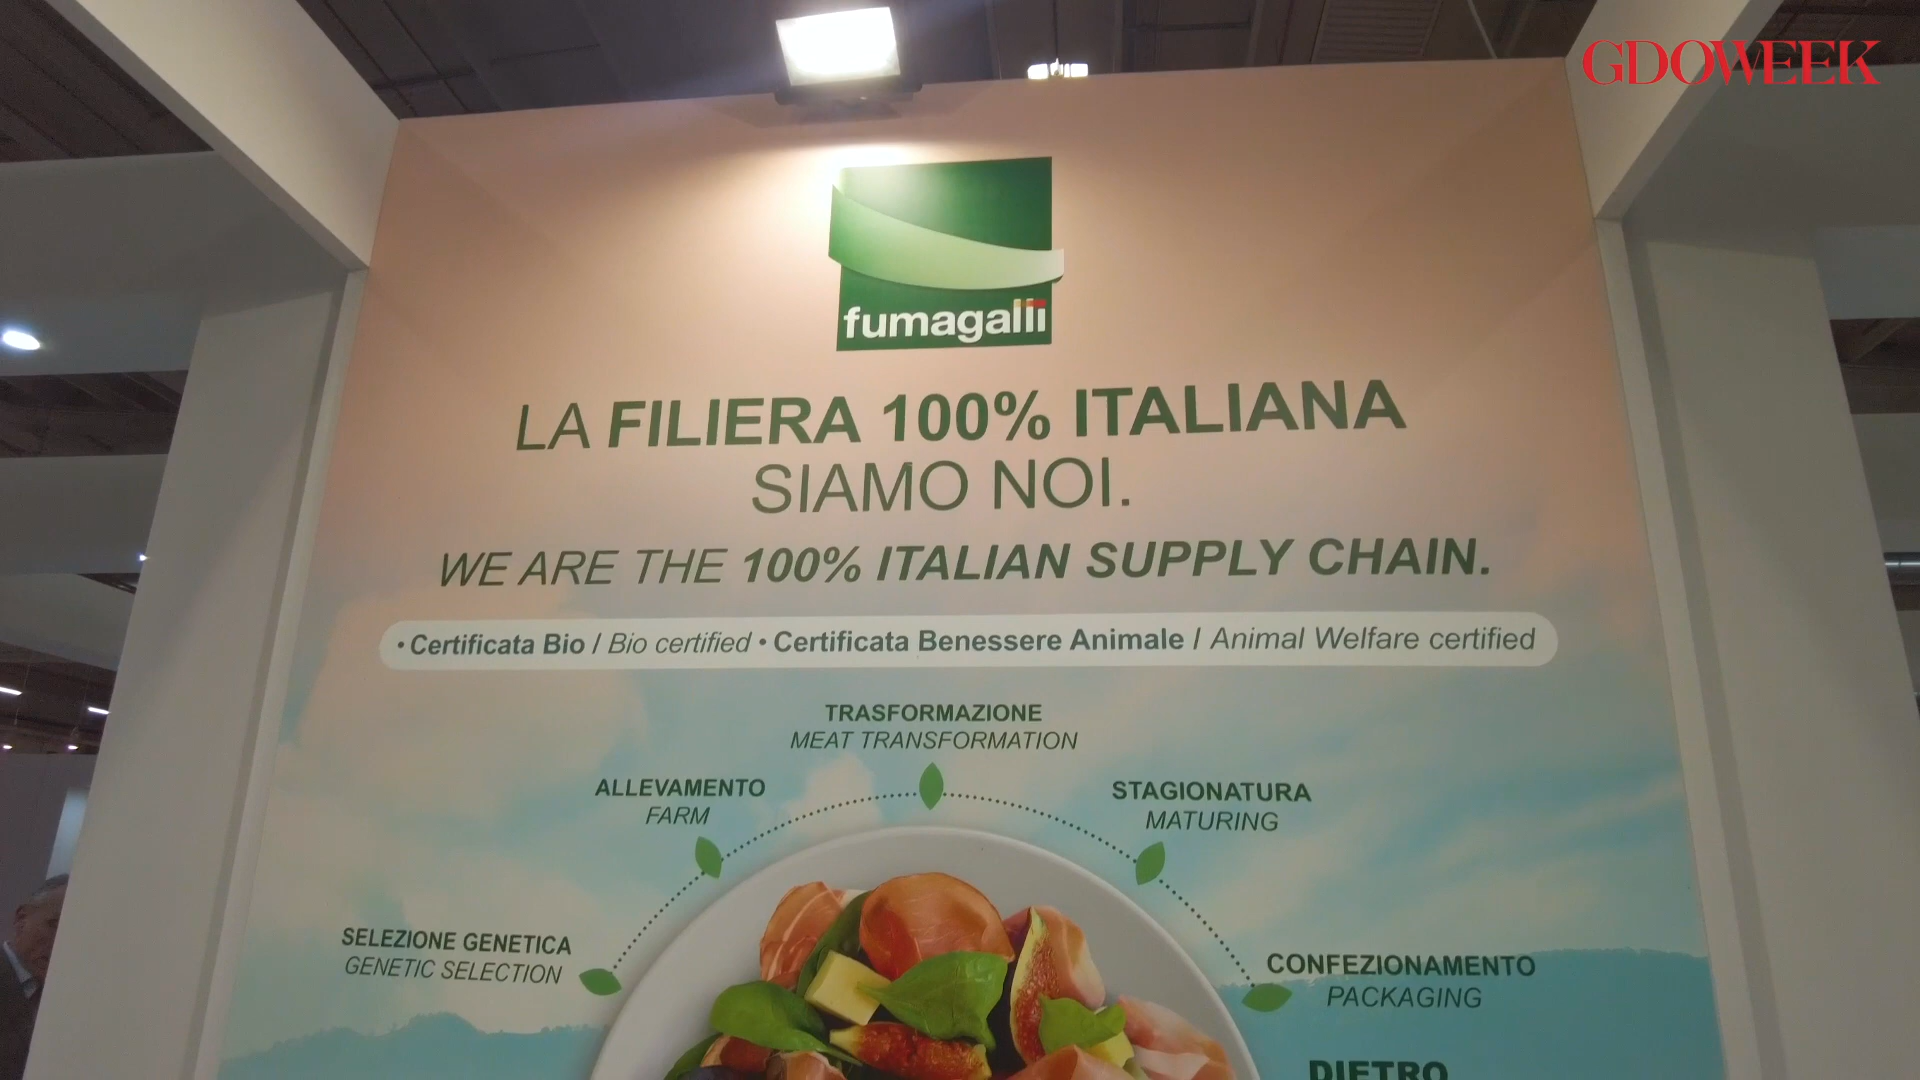 GDOWEEK
fumagalli
LA FILIERA 100% ITALIANA
SIAMO NOI.
WE ARE THE 100% ITALIAN SUPPLY CHAIN.
• Certificata Bio / Bio certified • Certificata Benessere Animale / Animal Welfare certified
TRASFORMAZIONE
MEAT TRANSFORMATION
ALLEVAMENTO
FARM
STAGIONATURA
MATURING
SELEZIONE GENETICA
GENETIC SELECTION
CONFEZIONAMENTO
PACKAGING
DIETRO